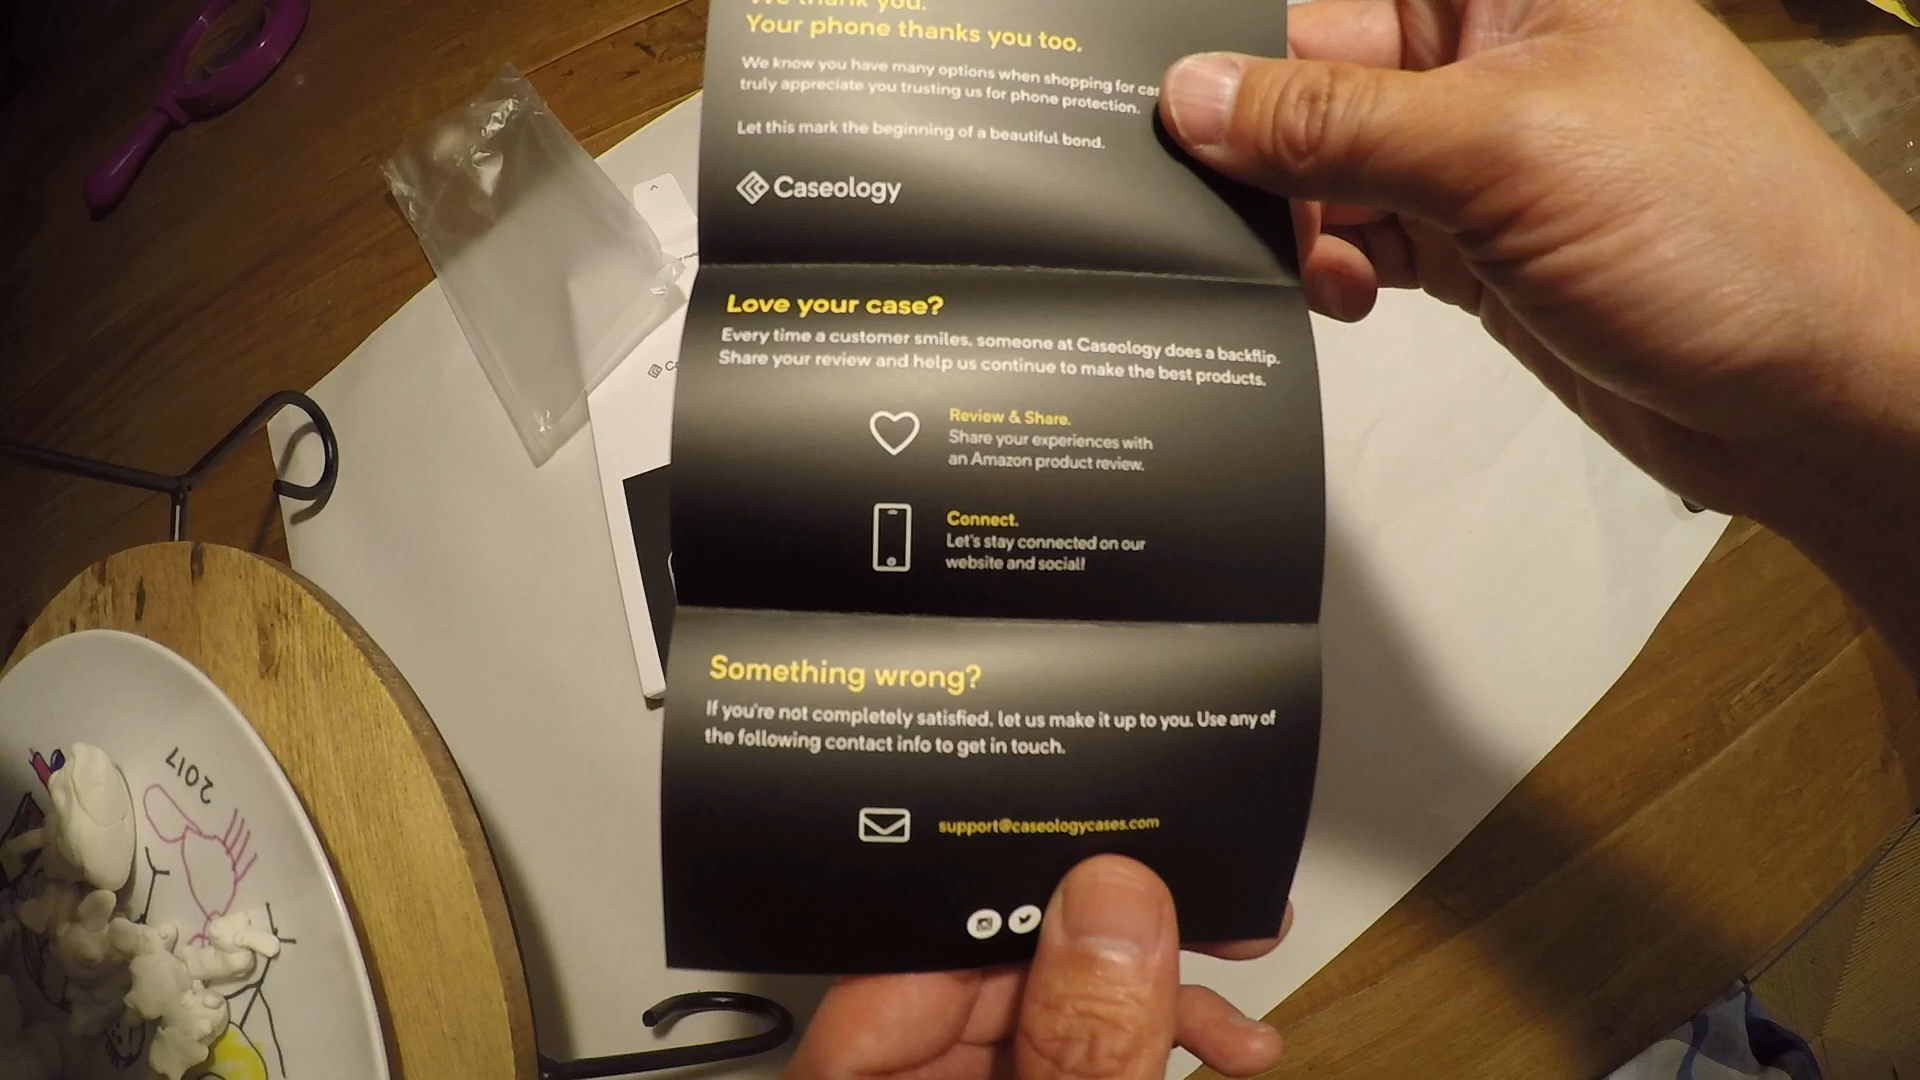 We thank you.
Your phone thanks you too.
We know you have many options when shopping for
truly appreciate you trusting us for phone protection.
Let this mark the beginning of a beautiful bond.
Caseology
Love your case?
Every time a customer smiles, someone at Caseology does a backflip.
Share your review and help us continue to make the best products.
Review & Share.
Share your experiences with
an Amazon product review.
Connect.
Let's stay connected on our
website and social!
Something wrong?
If you're not completely satisfied, let us make it up to you. Use any of
the following contact info to get in touch.
support@caseologycases.com
2017